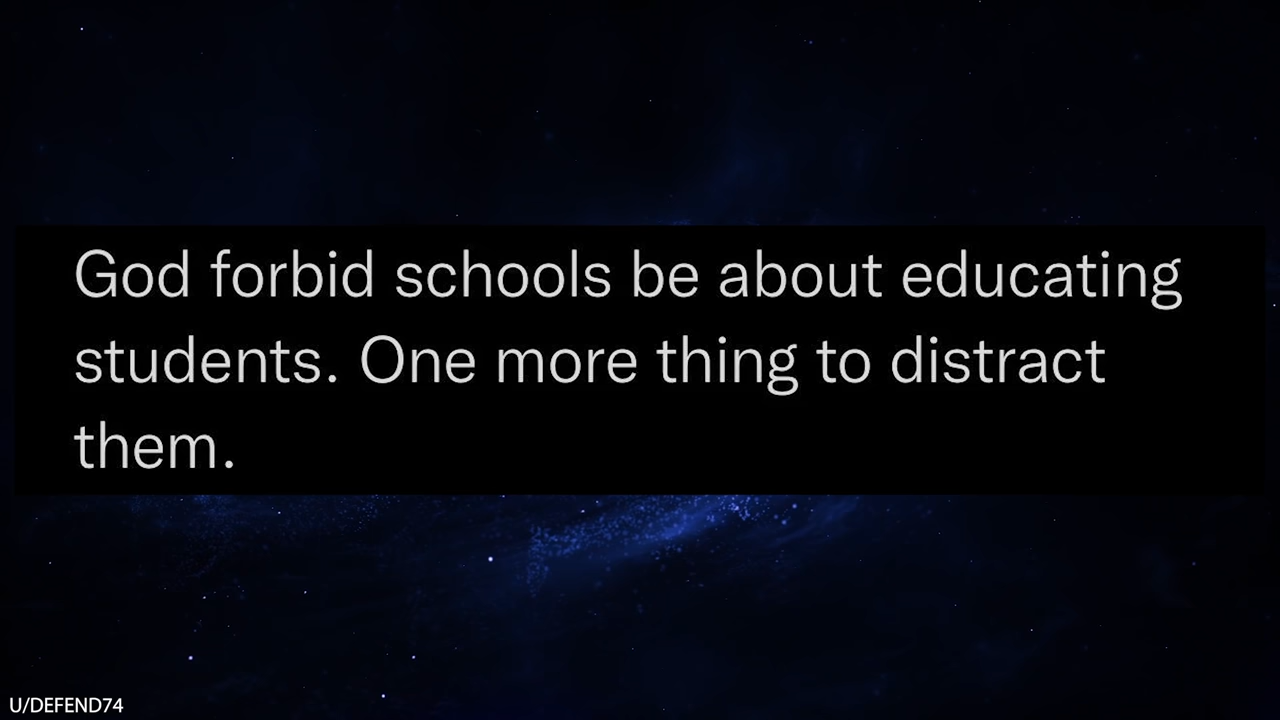 God forbid schools be about educating
students. One more thing to distract
them.
U/DEFEND74